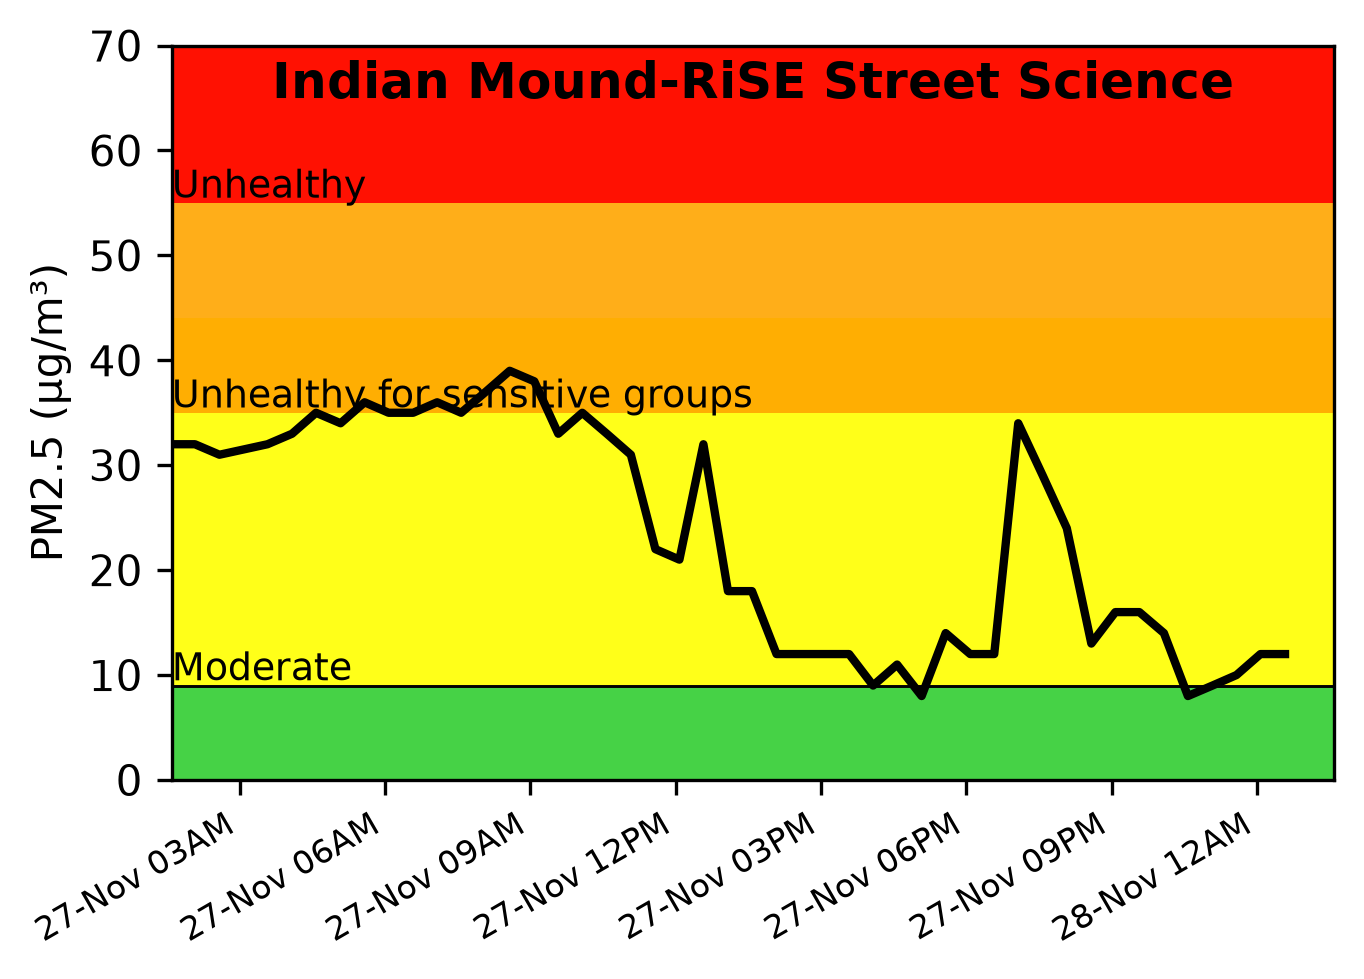 Indian Mound-RiSE Street Science
PM2.5 (µg/m³)
70
60
50
40
30
20
10
0
Unhealthy
Unhealthy for sensitive groups
Moderate
27-Nov 03AM
27-Nov 06AM
27-Nov 09AM
27-Nov 12PM
27-Nov 03PM
27-Nov 06PM
27-Nov 09PM
28-Nov 12AM